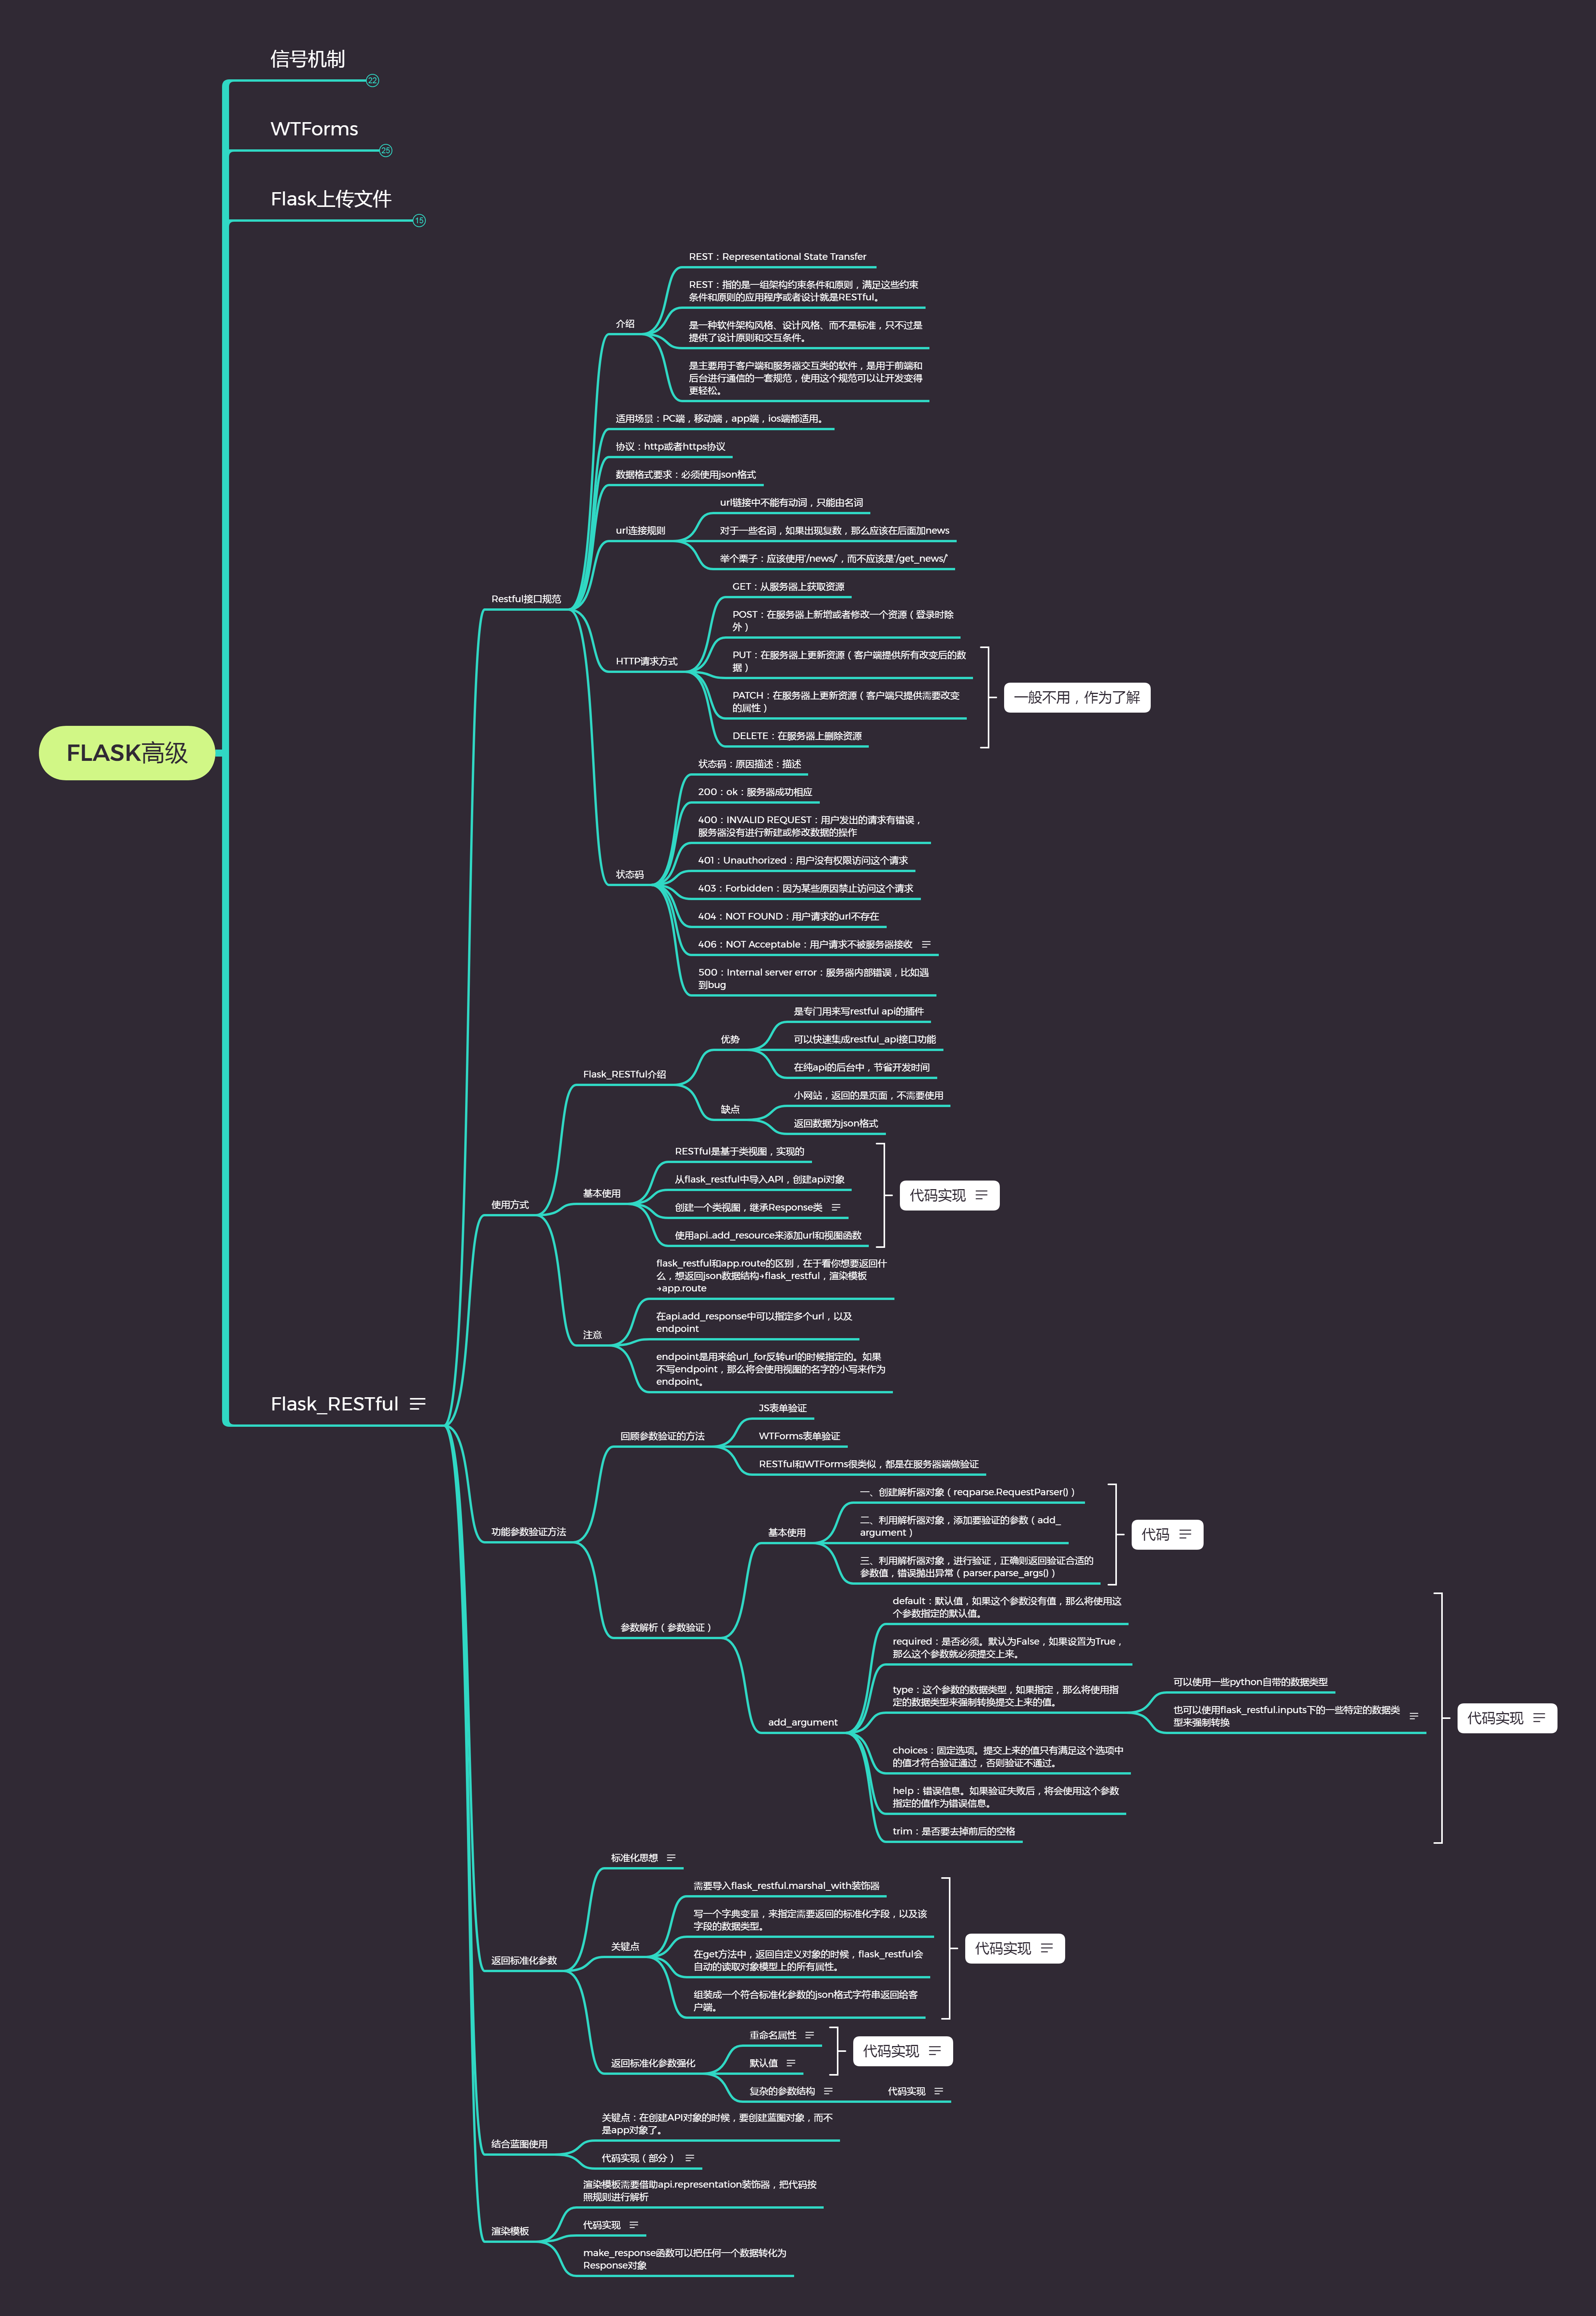 信号机制
22
WTForms
25
Flask上传文件
15
REST：Representational State Transfer
REST：指的是一组架构约束条件和原则，满足这些约束
条件和原则的应用程序或者设计就是RESTful。
介绍
是一种软件架构风格、设计风格、而不是标准，只不过是
提供了设计原则和交互条件。
是主要用于客户端和服务器交互类的软件，是用于前端和
后台进行通信的一套规范，使用这个规范可以让开发变得
更轻松。
适用场景：PC端，移动端，app端，ios端都适用。
协议：http或者https协议
数据格式要求：必须使用json格式
url链接中不能有动词，只能由名词
url连接规则
对于一些名词，如果出现复数，那么应该在后面加news
举个栗子：应该使用'/news/'，而不应该是'/get_news/'
Restful接口规范
GET：从服务器上获取资源
POST：在服务器上新增或者修改一个资源（登录时除
外）
HTTP请求方式
PUT：在服务器上更新资源（客户端提供所有改变后的数
据）
PATCH：在服务器上更新资源（客户端只提供需要改变
的属性）
DELETE：在服务器上删除资源
一般不用，作为了解
FLASK高级
状态码：原因描述：描述
200：ok：服务器成功相应
400：INVALID REQUEST：用户发出的请求有错误，
服务器没有进行新建或修改数据的操作
401：Unauthorized：用户没有权限访问这个请求
状态码
403：Forbidden：因为某些原因禁止访问这个请求
404：NOT FOUND：用户请求的url不存在
406：NOT Acceptable：用户请求不被服务器接收
500：Internal server error：服务器内部错误，比如遇
到bug
是专门用来写restful api的插件
优势
可以快速集成restful_api接口功能
在纯api的后台中，节省开发时间
Flask_RESTful介绍
小网站，返回的是页面，不需要使用
缺点
返回数据为json格式
RESTful是基于类视图，实现的
从flask_restful中导入API，创建api对象
基本使用
创建一个类视图，继承Response类
使用api..add_resource来添加url和视图函数
代码实现
使用方式
flask_restful和app.route的区别，在于看你想要返回什
么，想返回json数据结构→flask_restful，渲染模板
→app.route
在api.add_response中可以指定多个url，以及
endpoint
注意
endpoint是用来给url_for反转url的时候指定的。如果
不写endpoint，那么将会使用视图的名字的小写来作为
endpoint。
Flask_RESTful
JS表单验证
回顾参数验证的方法
WTForms表单验证
RESTful和WTForms很类似，都是在服务器端做验证
功能参数验证方法
一、创建解析器对象（reqparse.RequestParser()）
基本使用
二、利用解析器对象，添加要验证的参数（add_
argument）
三、利用解析器对象，进行验证，正确则返回验证合适的
参数值，错误抛出异常（parser.parse_args()）
代码
参数解析（参数验证）
default：默认值，如果这个参数没有值，那么将使用这
个参数指定的默认值。
required：是否必须。默认为False，如果设置为True，
那么这个参数就必须提交上来。
type：这个参数的数据类型，如果指定，那么将使用指
定的数据类型来强制转换提交上来的值。
可以使用一些python自带的数据类型
也可以使用flask_restful.inputs下的一些特定的数据类
型来强制转换
add_argument
choices：固定选项。提交上来的值只有满足这个选项中
的值才符合验证通过，否则验证不通过。
help：错误信息。如果验证失败后，将会使用这个参数
指定的值作为错误信息。
trim：是否要去掉前后的空格
代码实现
标准化思想
需要导入flask_restful.marshal_with装饰器
写一个字典变量，来指定需要返回的标准化字段，以及该
字段的数据类型。
关键点
在get方法中，返回自定义对象的时候，flask_restful会
自动的读取对象模型上的所有属性。
组装成一个符合标准化参数的json格式字符串返回给客
户端。
代码实现
返回标准化参数
重命名属性
默认值
代码实现
返回标准化参数强化
复杂的参数结构
代码实现
关键点：在创建API对象的时候，要创建蓝图对象，而不
是app对象了。
结合蓝图使用
代码实现（部分）
渲染模板需要借助api.representation装饰器，把代码按
照规则进行解析
渲染模板
代码实现
make_response函数可以把任何一个数据转化为
Response对象